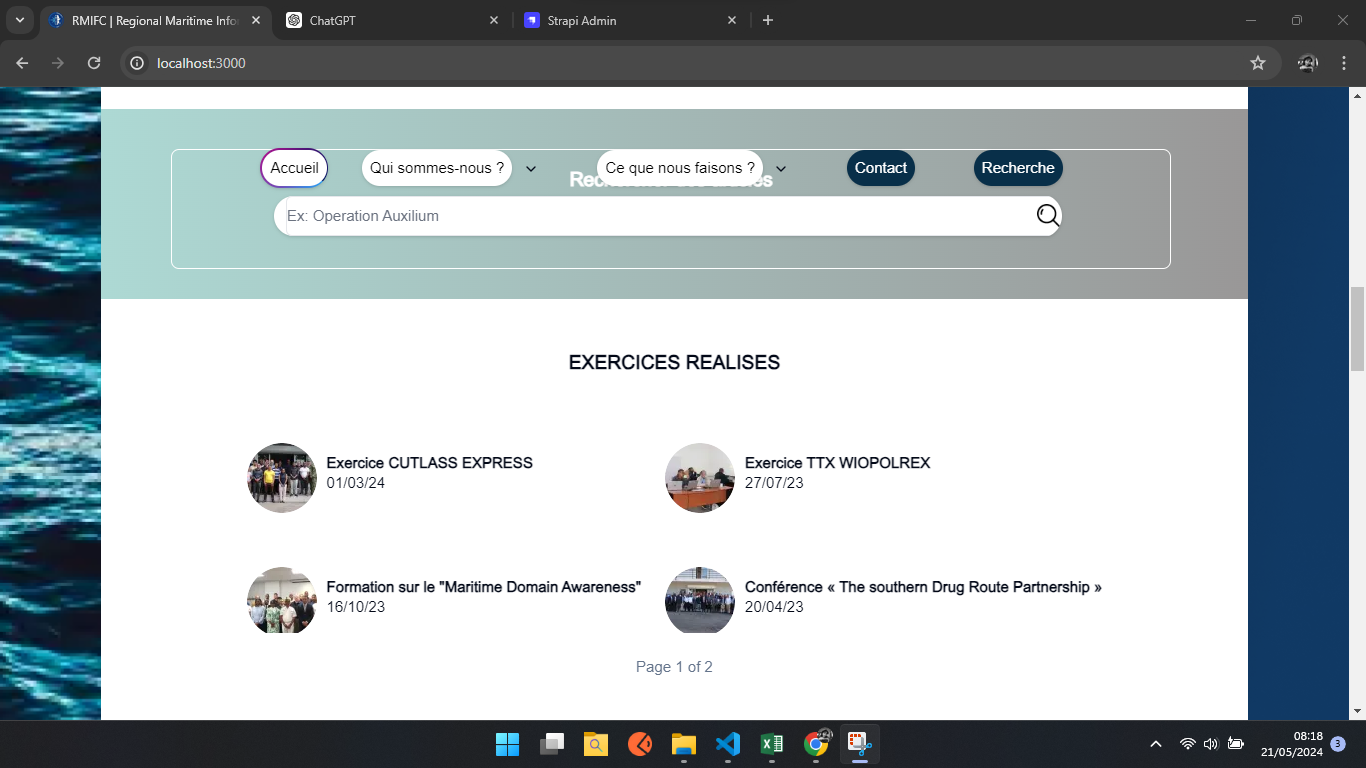 RMIFC | Regional Maritime Infor
ChatGPT
Strapi Admin
localhost:3000
Accueil
Qui sommes-nous ?
Ce que nous faisons ?
Contact
Recherche
Rechercher des articles
Ex: Operation Auxilium
EXERCICES REALISES
Exercice CUTLASS EXPRESS
01/03/24
Exercice TTX WIOPOLREX
27/07/23
Formation sur le "Maritime Domain Awareness"
16/10/23
Conférence « The southern Drug Route Partnership »
20/04/23
Page 1 of 2
08:18
21/05/2024
3